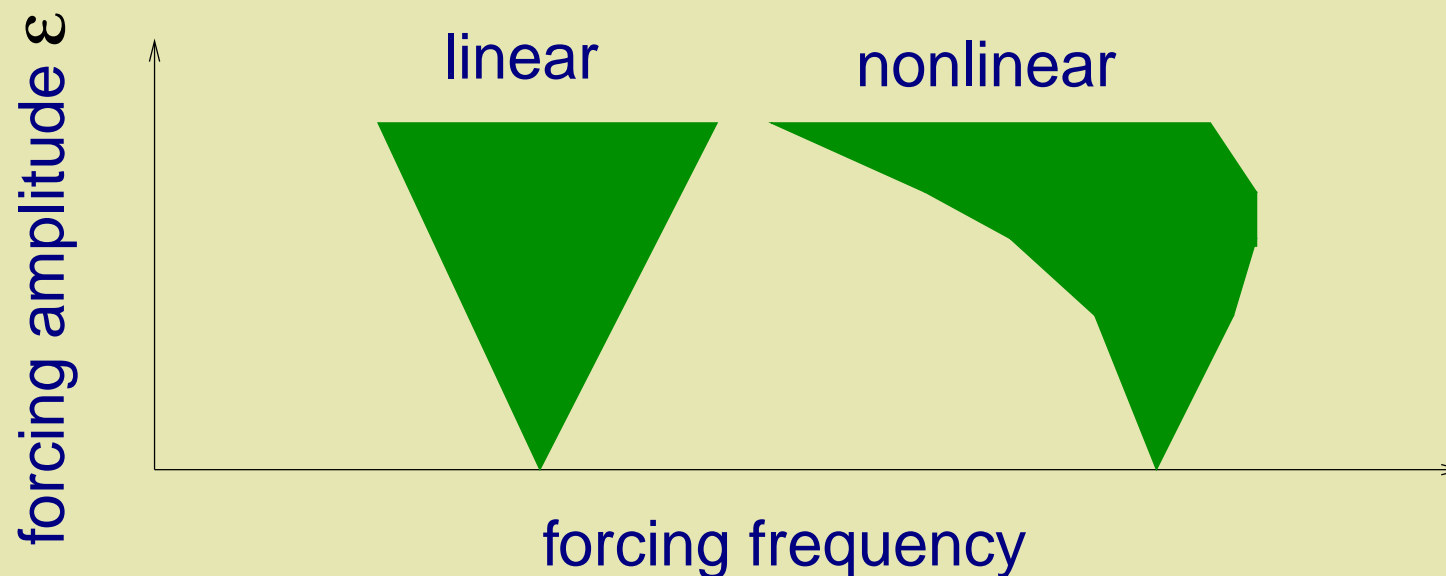 forcing amplitude ε
linear
nonlinear
forcing frequency